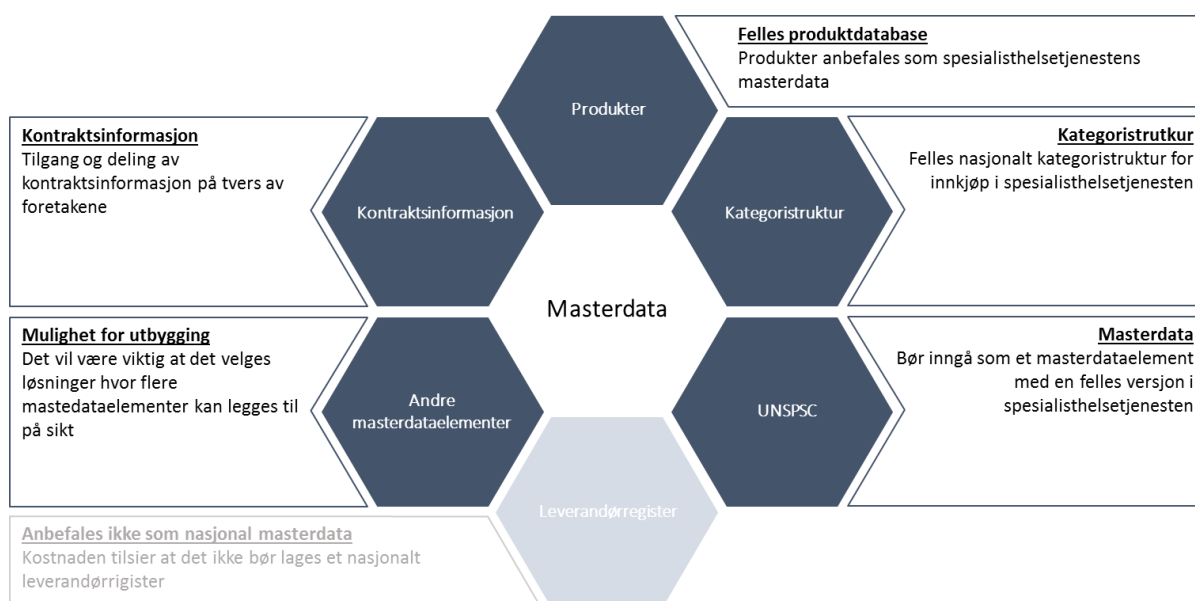 Felles produktdatabase
Produkter anbefales som spesialisthelsetjenestens
masterdata
Produkter
Kontraktsinformasjon
Tilgang og deling av
kontraktsinformasjon på tvers av
foretakene
Kontraktsinformasjon
Kategoristruktur
Kategoristrutkur
Felles nasjonalt kategoristruktur for
innkjøp i spesialisthelsetjenesten
Masterdata
Mulighet for utbygging
Det vil være viktig at det velges
løsninger hvor flere
mastedataelementer kan legges til
på sikt
Andre
masterdataelementer
UNSPSC
Masterdata
Bør inngå som et masterdataelement
med en felles versjon i
spesialisthelsetjenesten
Leverandørregister
Anbefales ikke som nasjonal masterdata
Kostnaden tilsier at det ikke bør lages et nasjonalt
leverandørrigister